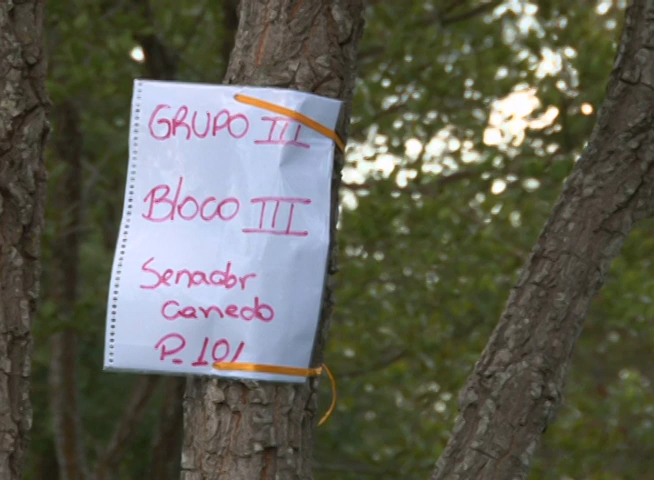 GRUPO III
Bloco III
Senador
Canedo
P. 101